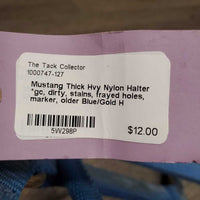 The Tack Collector
1000747-127
Mustang Thick Hvy Nylon Halter
*gc, dirty, stains, frayed holes,
marker, older Blue/Gold H
5W298P
$12.00